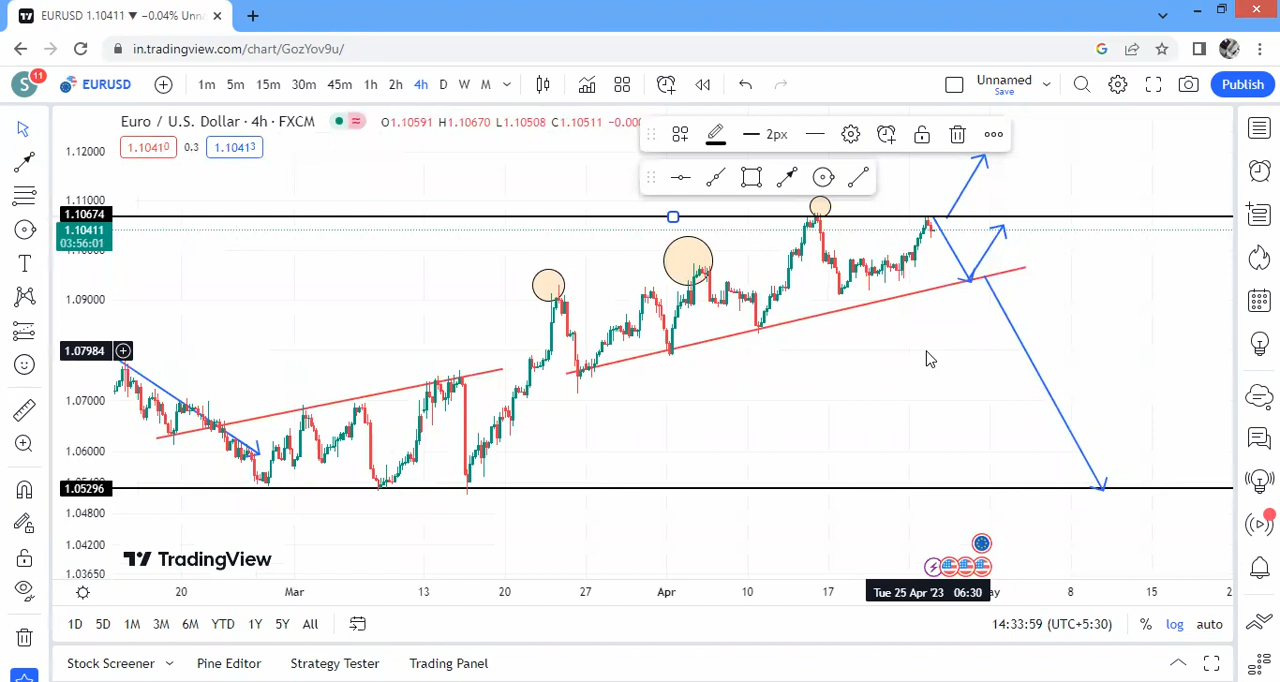 EURUSD 1.10411 ▼ −0.04% Unna
in.tradingview.com/chart/GozYov9u/
S 11 EURUSD 1m 5m 15m 30m 45m 1h 2h 4h D W M Unnamed Save Publish
Euro / U.S. Dollar · 4h · FXCM O1.10591 H1.10670 L1.10508 C1.10511 −0.00
2px
1.10410 0.3 1.10413
1.12000
1.11000
1.10674
1.10411
03:56:01
1.09000
1.07984
1.07000
1.06000
1.05296
1.04800
1.04200
1.03650
TradingView
20 Mar 13 20 27 Apr 10 17 Tue 25 Apr '23 06:30 8 15
1D 5D 1M 3M 6M YTD 1Y 5Y All 14:33:59 (UTC+5:30) % log auto
Stock Screener Pine Editor Strategy Tester Trading Panel